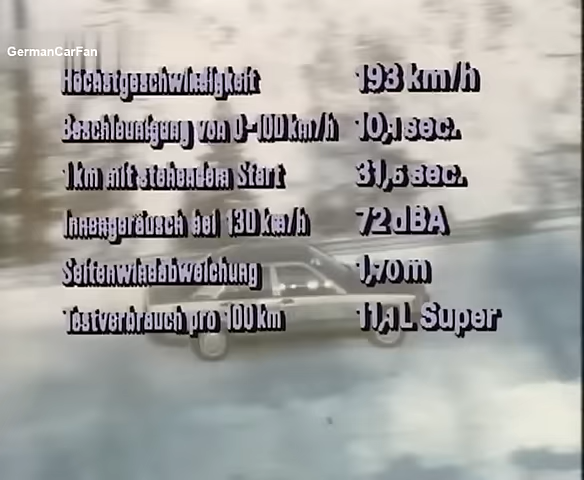 GermanCarFan
Höchstgeschwindigkeit 193 km/h
Beschleunigung von 0-100 km/h 10,1 sec.
1 km mit stehendem Start 31,5 sec.
Innengeräusch bei 130 km/h 72 dBA
Seitenwindabweichung 1,70 m
Testverbrauch pro 100 km 11,1 L Super